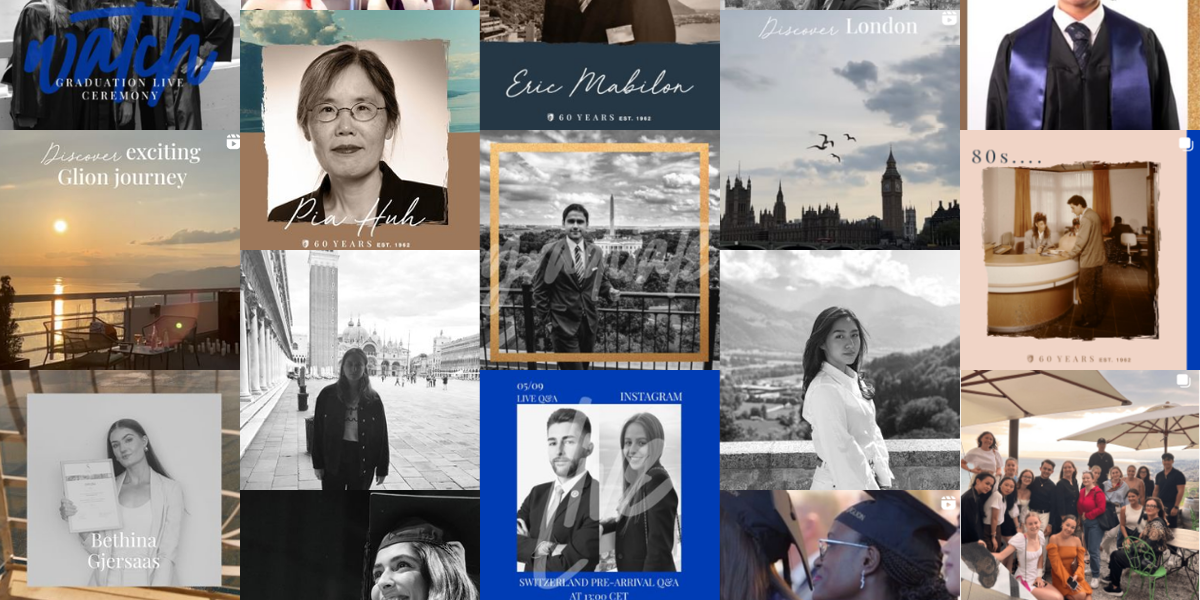 watch
GRADUATION LIVE
CEREMONY
Discover exciting
Glion journey
Bethina
Gjersaas
Pia Huh
60 YEARS EST. 1962
Eric Mabilon
60 YEARS EST. 1962
05/09
LIVE Q&A
INSTAGRAM
live
SWITZERLAND PRE-ARRIVAL Q&A
AT 13:00 CET
Discover London
80s....
60 YEARS EST. 1962